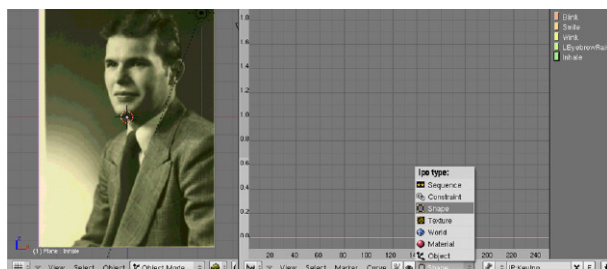 1.8
1.6
1.4
1.2
1.0
0.8
0.6
0.4
0.2
0.0
20 40 60 80 100 120 200 220 240
Blink
Smile
Wink
LEyebrowRai
Inhale
Ipo type:
Sequence
Constraint
Shape
Texture
World
Material
Object
(1) Plane : Inhale
View Select Object Object Mode
View Select Marker Curve
F